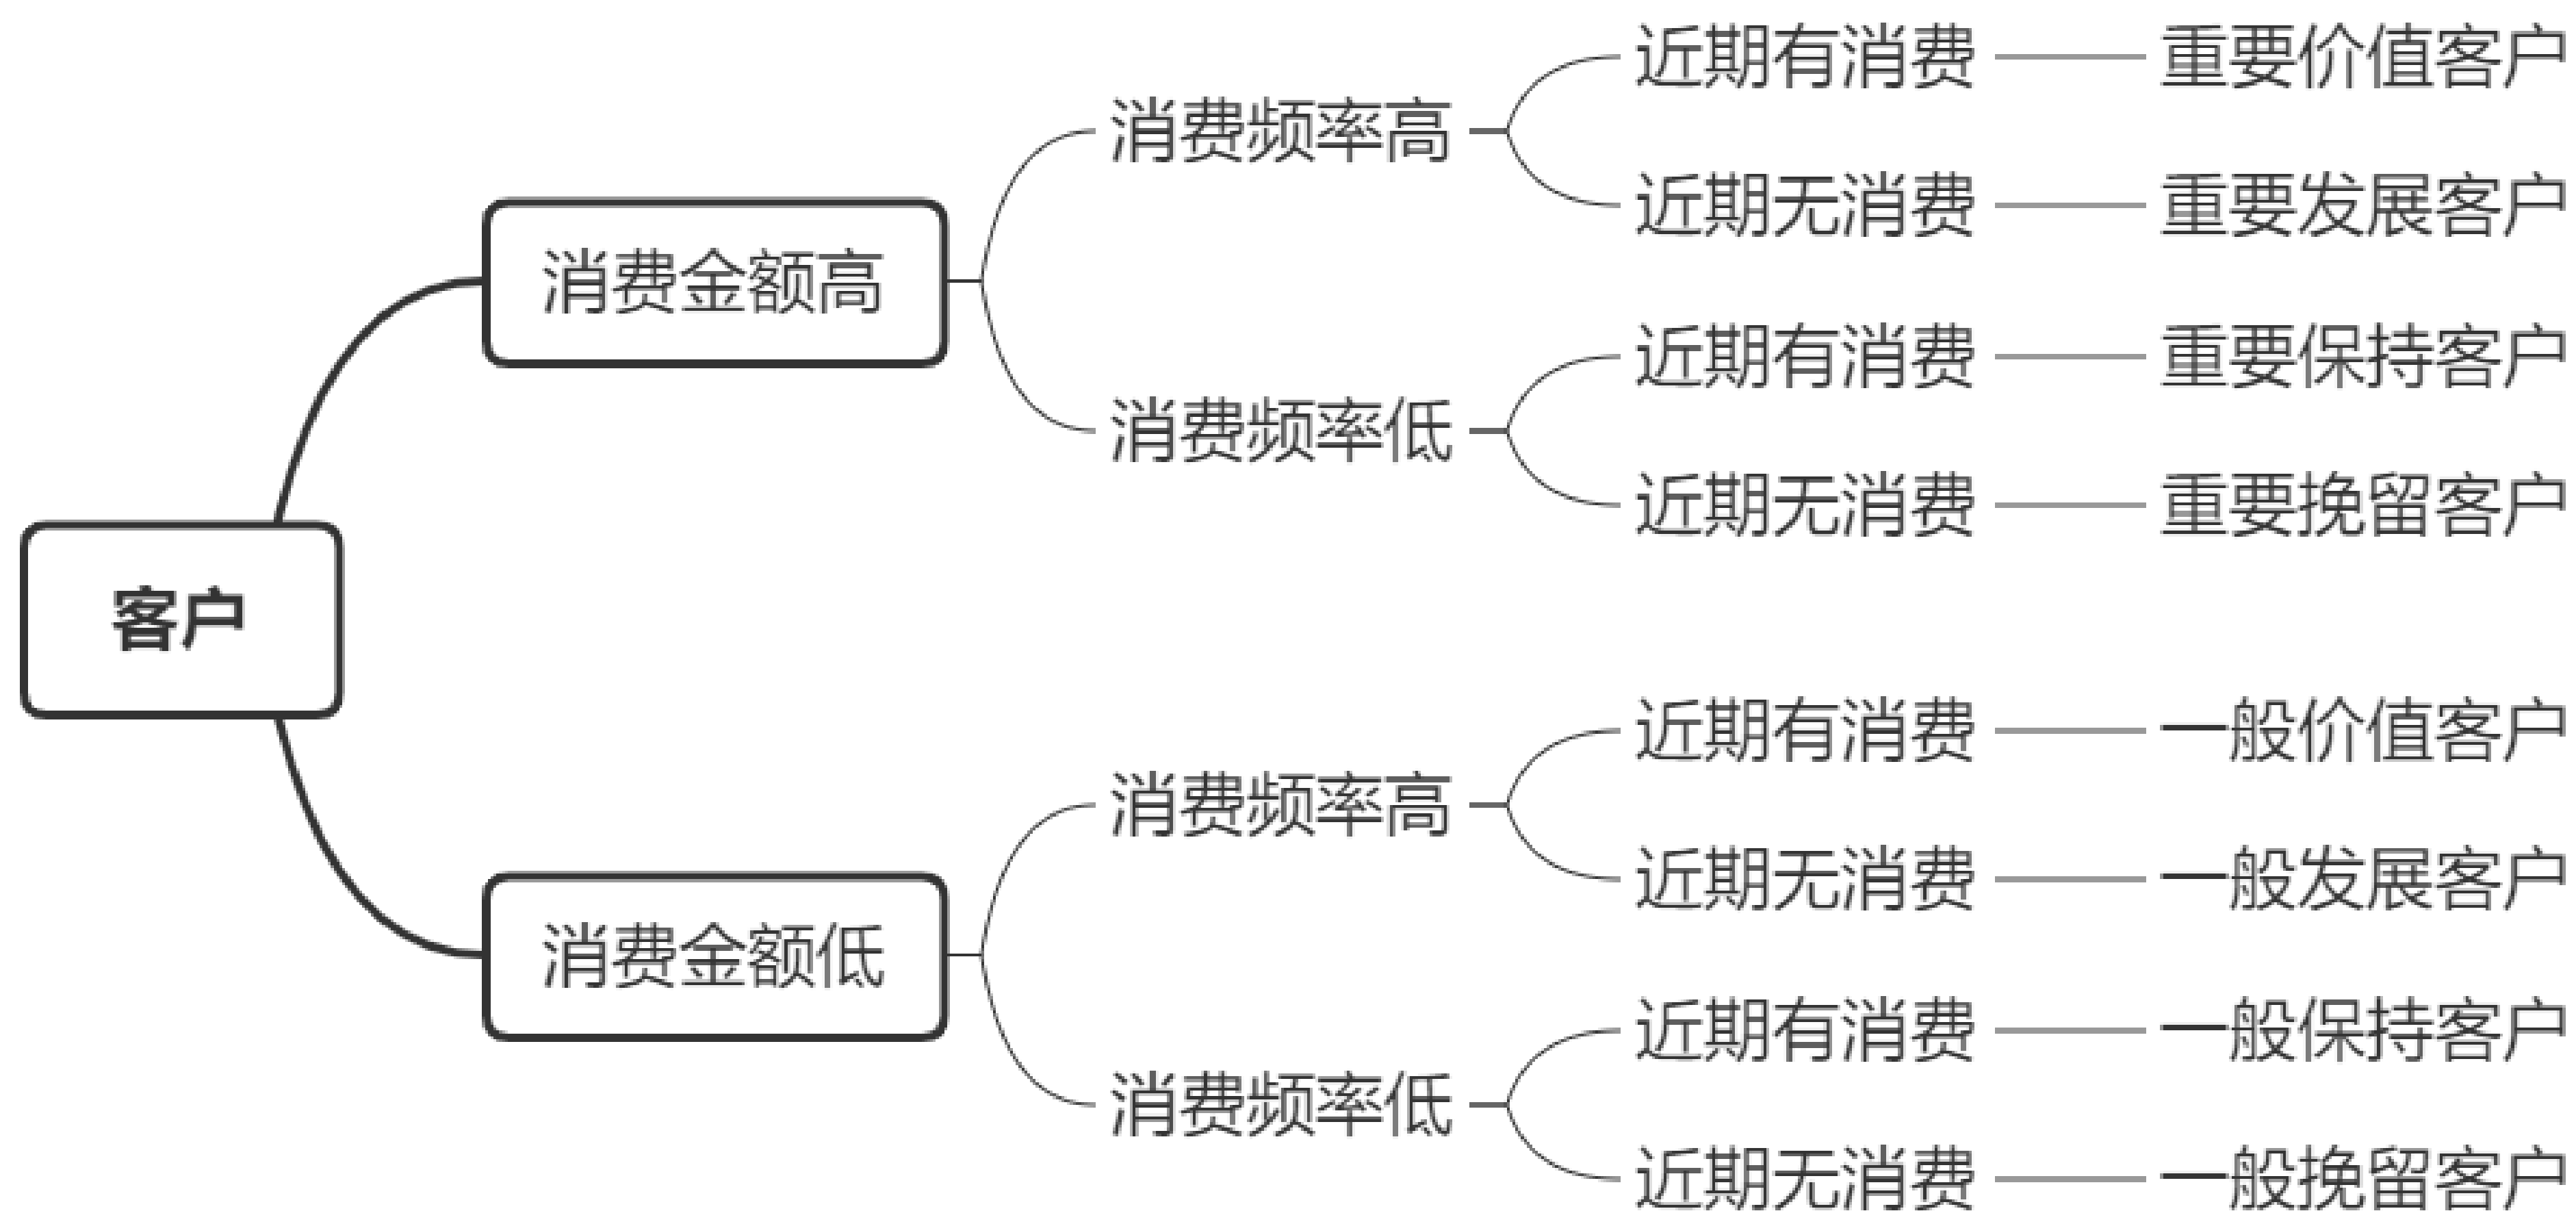 客户
消费金额高
消费频率高
近期有消费
重要价值客户
近期无消费
重要发展客户
消费频率低
近期有消费
重要保持客户
近期无消费
重要挽留客户
消费金额低
消费频率高
近期有消费
一般价值客户
近期无消费
一般发展客户
消费频率低
近期有消费
一般保持客户
近期无消费
一般挽留客户